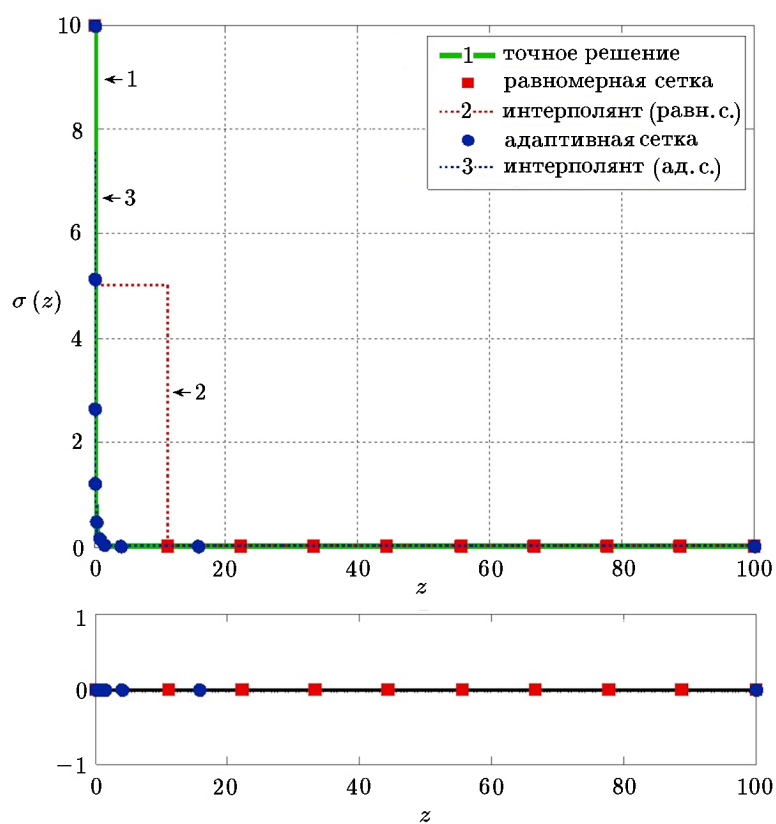 10
1 точное решение
равномерная сетка
2 интерполянт (равн. с.)
адаптивная сетка
3 интерполянт (ад. с.)
1
8
3
6
σ (z)
4
2
2
0
0 20 40 60 80 100
z
1
0
−1
0 20 40 60 80 100
z